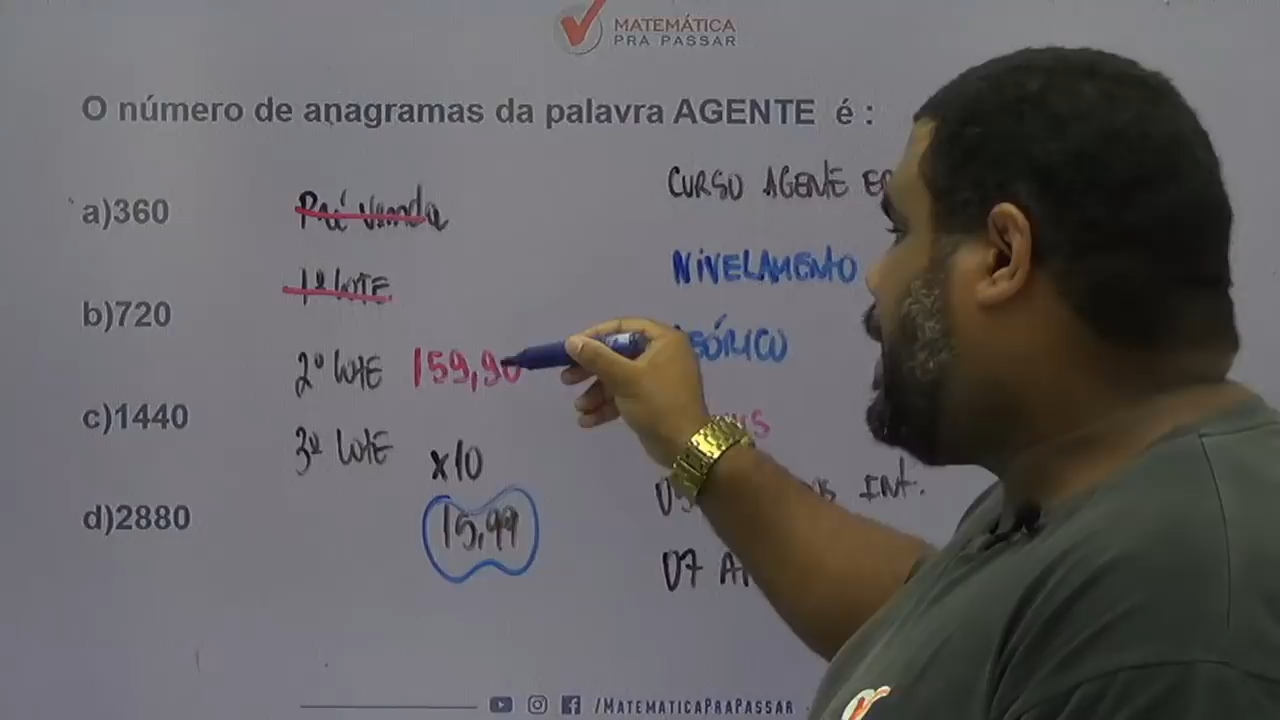 MATEMÁTICA
PRA PASSAR
O número de anagramas da palavra AGENTE é :
a)360
b)720
c)1440
d)2880
Pré Venda
1º LOTE
2º LOTE 159,90
3º LOTE
x10
15,99
CURSO AGENTE
NIVELAMENTO
INT.
07
/MATEMATICAPRAPASSAR